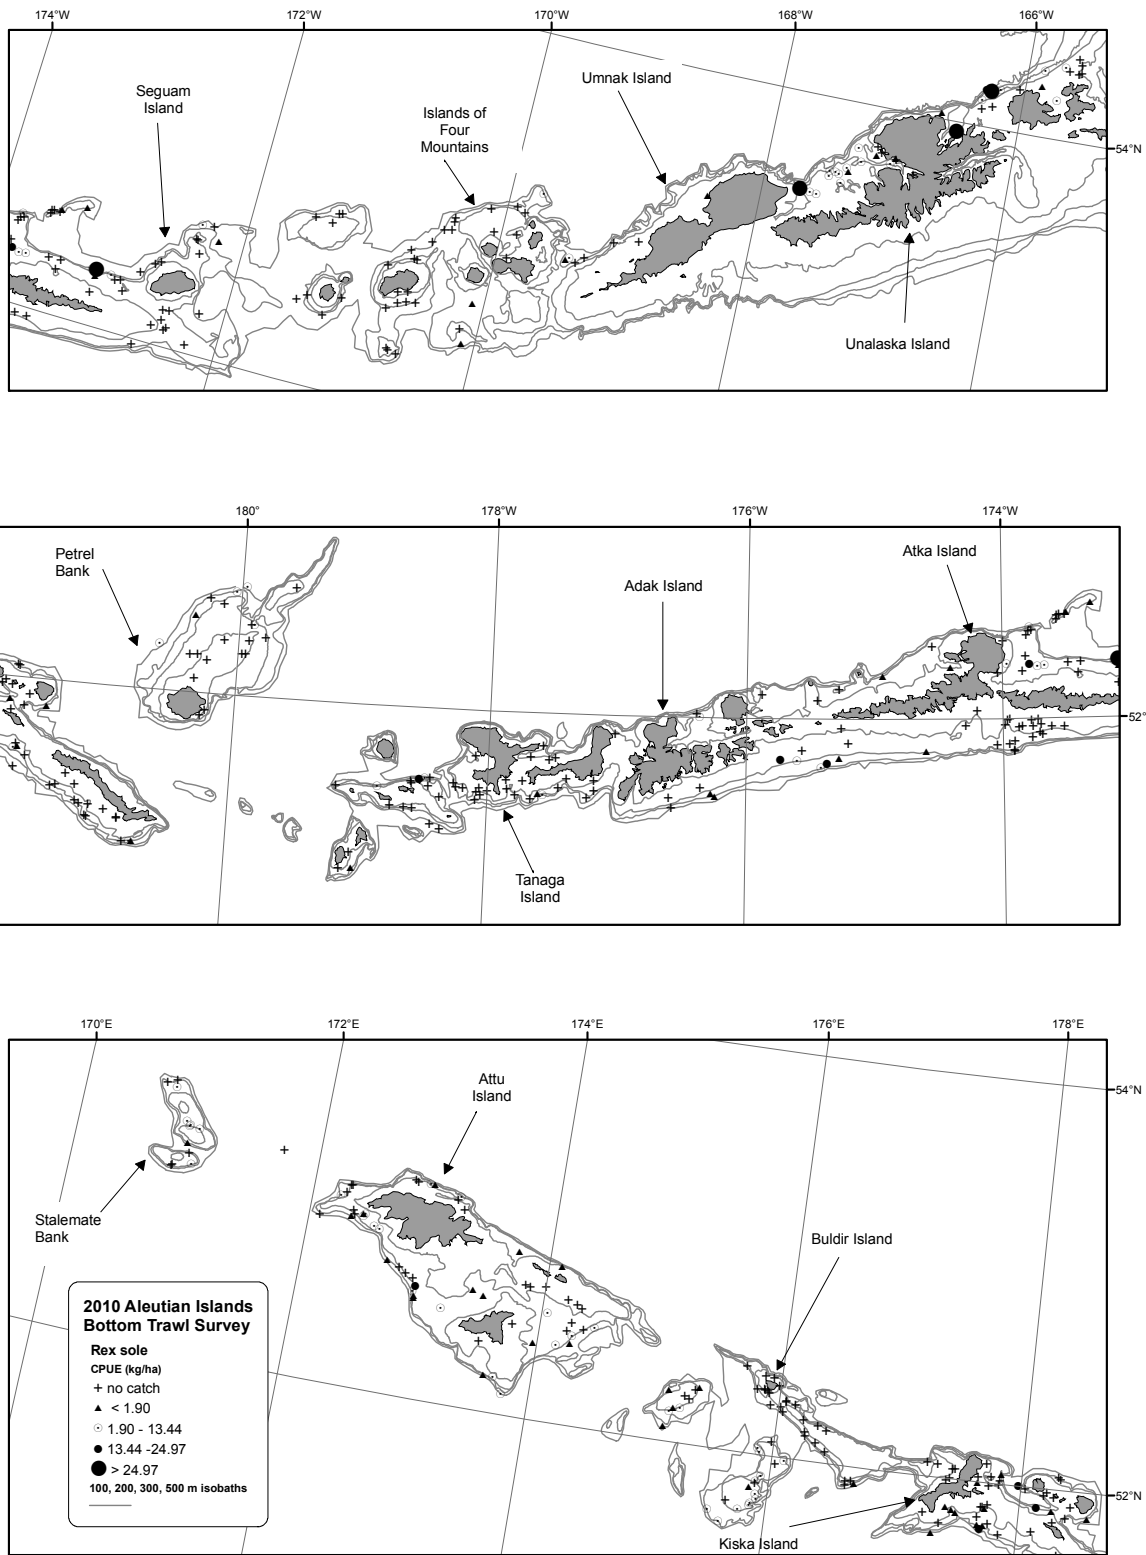 174°W
172°W
170°W
168°W
166°W
Seguam
Island
Islands of
Four
Mountains
Umnak Island
54°N
Unalaska Island
180°
178°W
176°W
174°W
Petrel
Bank
Adak Island
Atka Island
52°
Tanaga
Island
170°E
172°E
174°E
176°E
178°E
54°N
Attu
Island
Stalemate
Bank
Buldir Island
52°N
Kiska Island
2010 Aleutian Islands
Bottom Trawl Survey
Rex sole
CPUE (kg/ha)
no catch
< 1.90
1.90 - 13.44
13.44 -24.97
> 24.97
100, 200, 300, 500 m isobaths